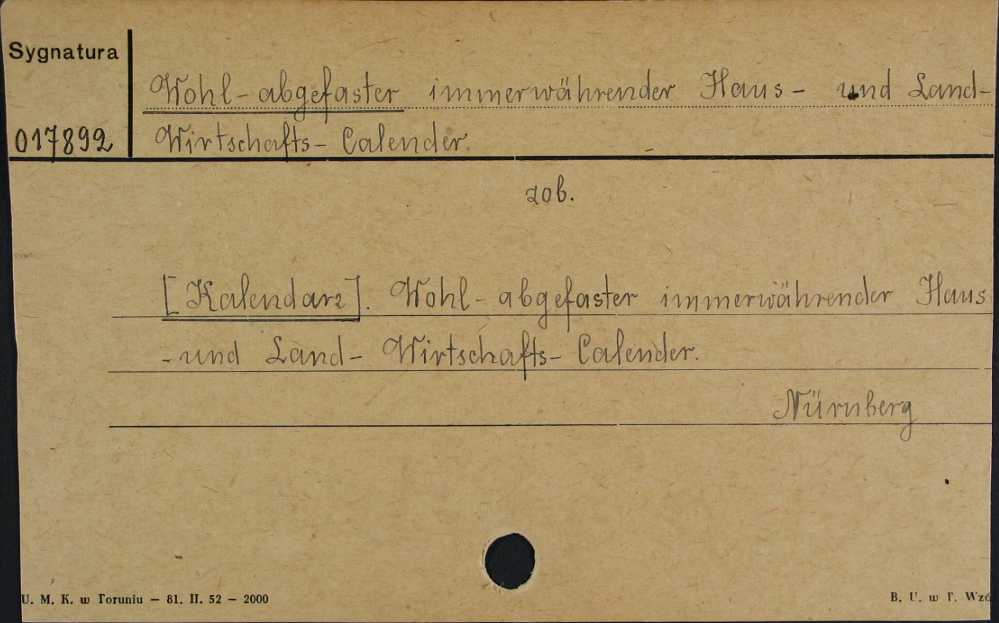 Sygnatura
Wohl-abgefaster immerwährender Haus- und Land-
017892 Wirtschafts- Calender.
zob.
[Kalendarz]. Wohl-abgefaster immerwährender Haus
-und Land- Wirtschafts- Calender.
Nürnberg
U. M. K. w Toruniu – 81. II. 52 – 2000
B. U. w T. Wzó